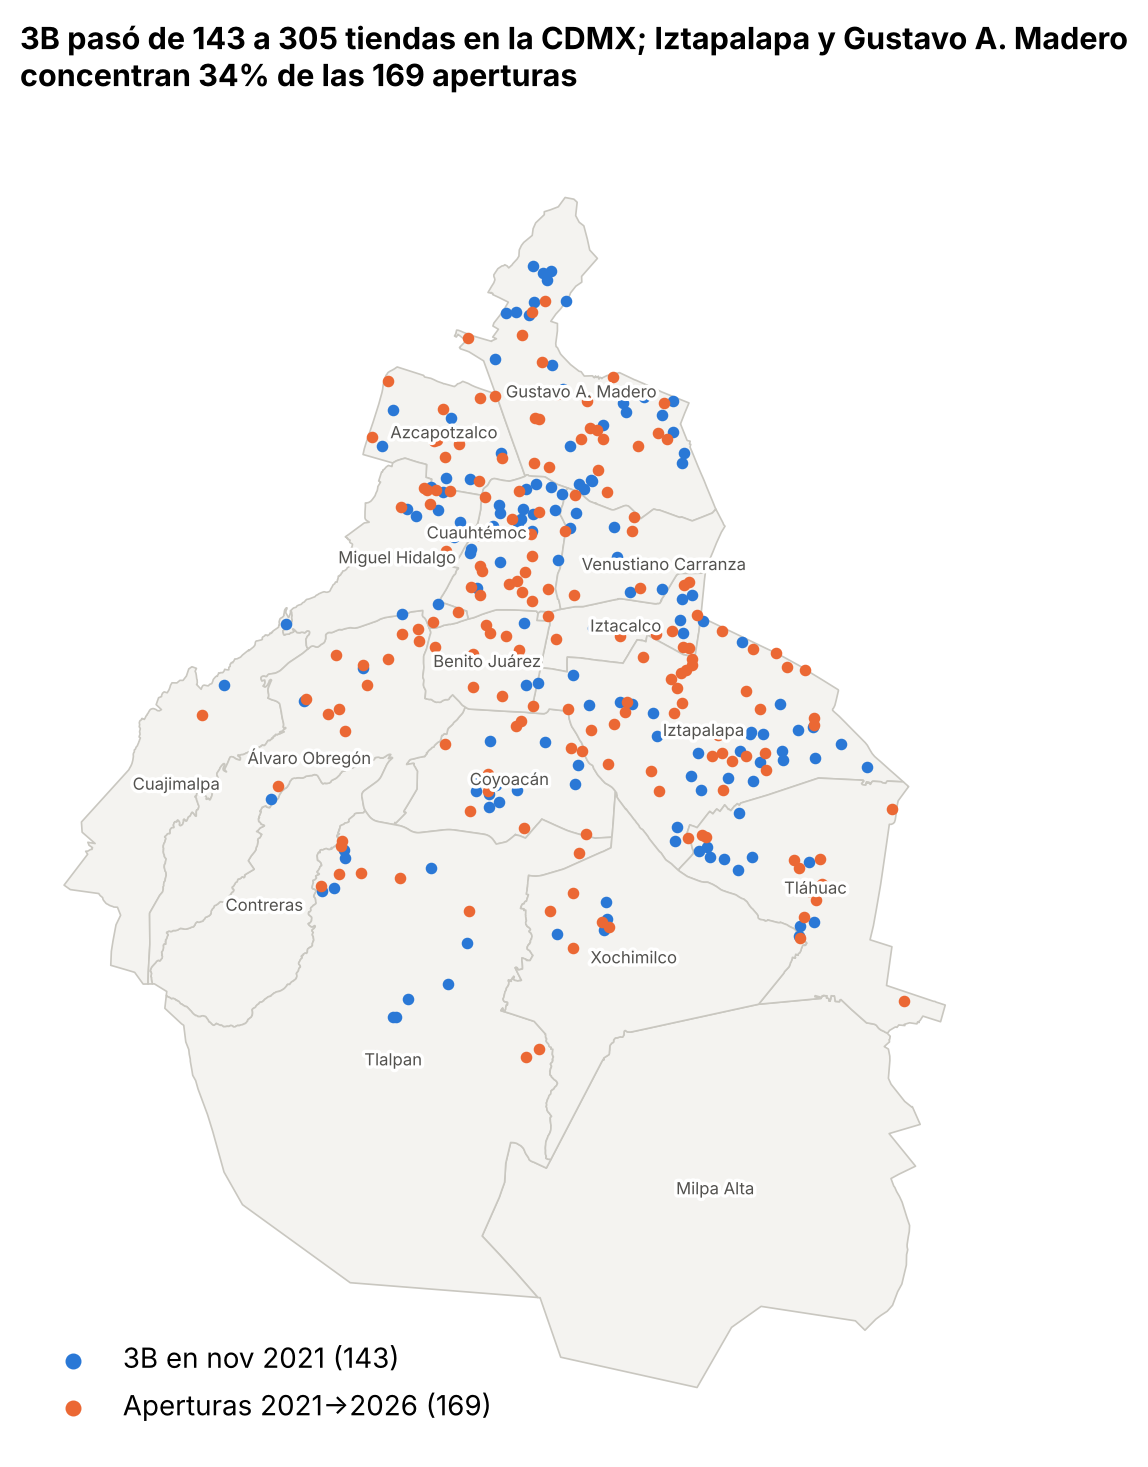 3B pasó de 143 a 305 tiendas en la CDMX; Iztapalapa y Gustavo A. Madero
concentran 34% de las 169 aperturas
Gustavo A. Madero
Azcapotzalco
Cuauhtémoc
Miguel Hidalgo
Venustiano Carranza
Iztacalco
Benito Juárez
Iztapalapa
Álvaro Obregón
Coyoacán
Cuajimalpa
Tláhuac
Contreras
Xochimilco
Tlalpan
Milpa Alta
3B en nov 2021 (143)
Aperturas 2021→2026 (169)